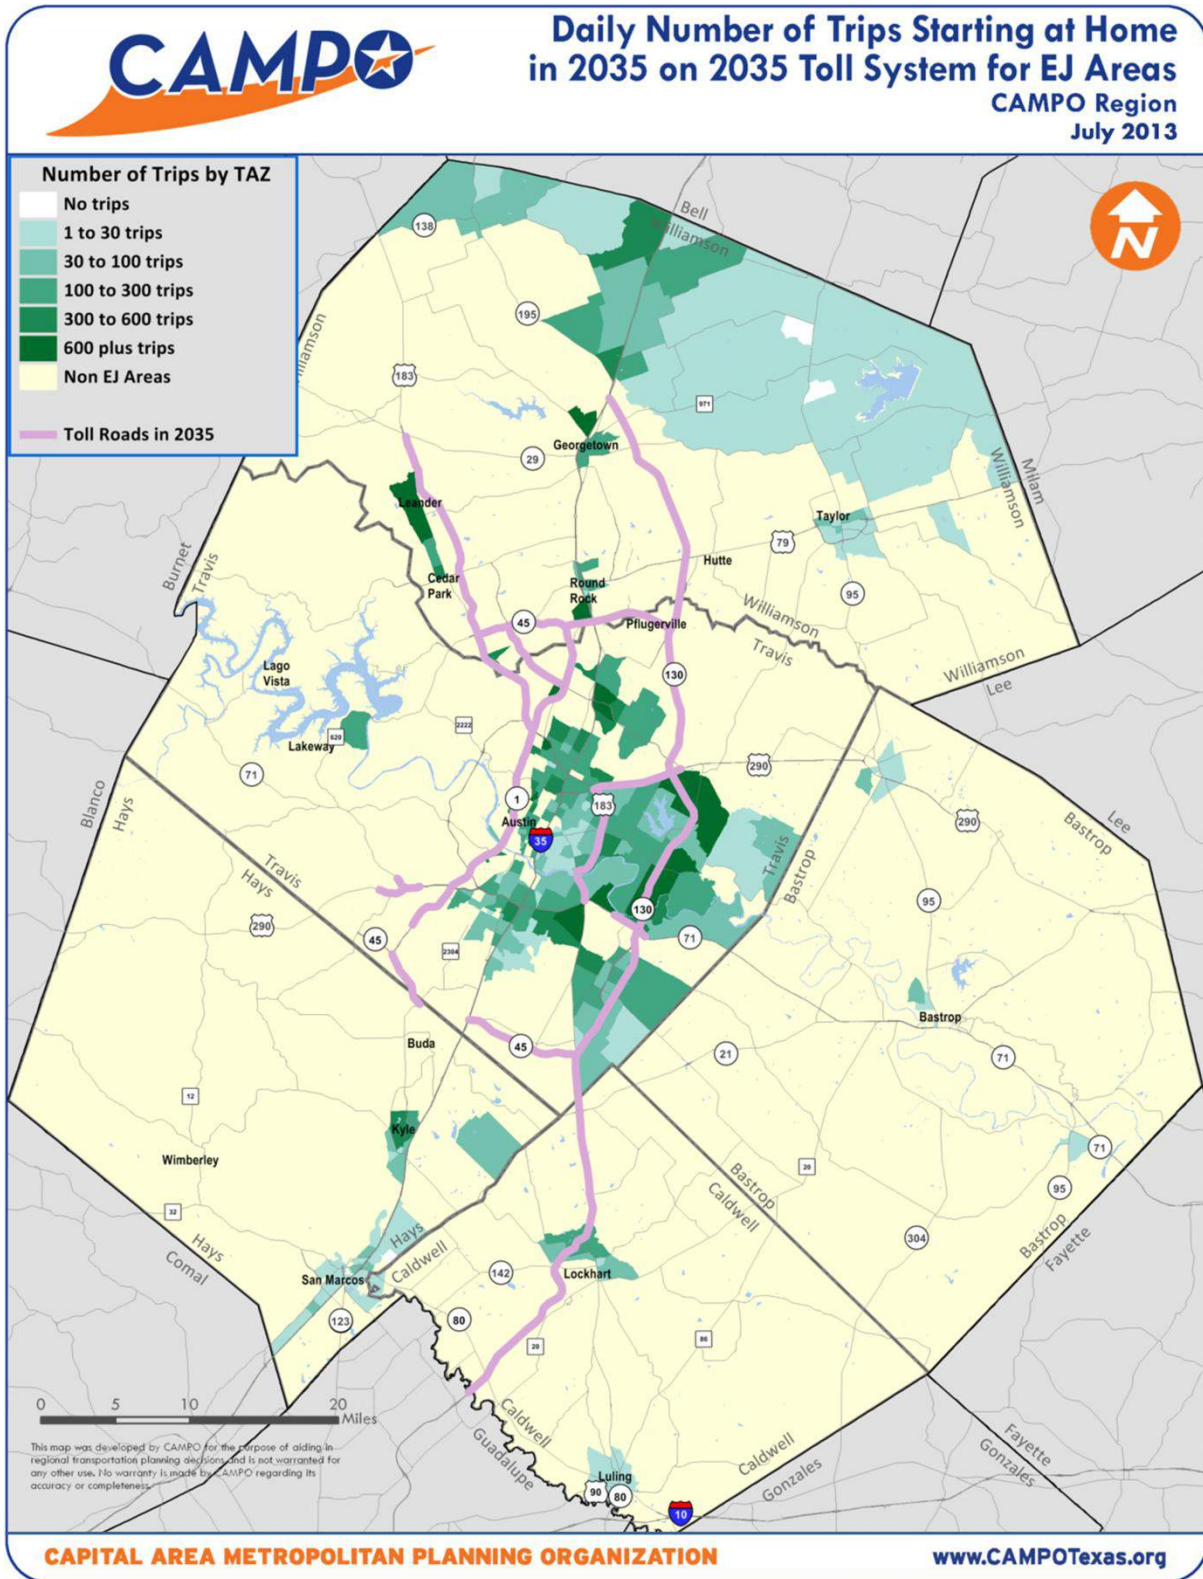 CAMPO
Daily Number of Trips Starting at Home
in 2035 on 2035 Toll System for EJ Areas
CAMPO Region
July 2013
Number of Trips by TAZ
No trips
1 to 30 trips
30 to 100 trips
100 to 300 trips
300 to 600 trips
600 plus trips
Non EJ Areas
Toll Roads in 2035
N
Bell
Williamson
138
195
lliamson
183
971
Georgetown
29
Leander
Williamson
Milam
Taylor
79
Hutte
Burnet
Travis
Cedar
Park
Round
Rock
95
45
Pflugerville
Williamson
Travis
Williamson
Lee
130
Lago
Vista
2222
620
Lakeway
71
290
Blanco
Hays
1
183
Austin
35
290
Lee
Bastrop
Travis
Bastrop
Travis
Hays
95
130
290
45
2304
71
Bastrop
Buda
45
21
71
12
Kyle
Wimberley
71
20
Bastrop
Caldwell
95
32
Hays
Comal
Hays
Caldwell
304
Bastrop
Fayette
San Marcos
142
Lockhart
123
80
20
86
0 5 10 20
Miles
Caldwell
Guadalupe
This map was developed by CAMPO for the purpose of aiding in
regional transportation planning decisions and is not warranted for
any other use. No warranty is made by CAMPO regarding its
accuracy or completeness.
Caldwell
Gonzales
Fayette
Gonzales
Luling
90
80
10
CAPITAL AREA METROPOLITAN PLANNING ORGANIZATION
www.CAMPOTexas.org